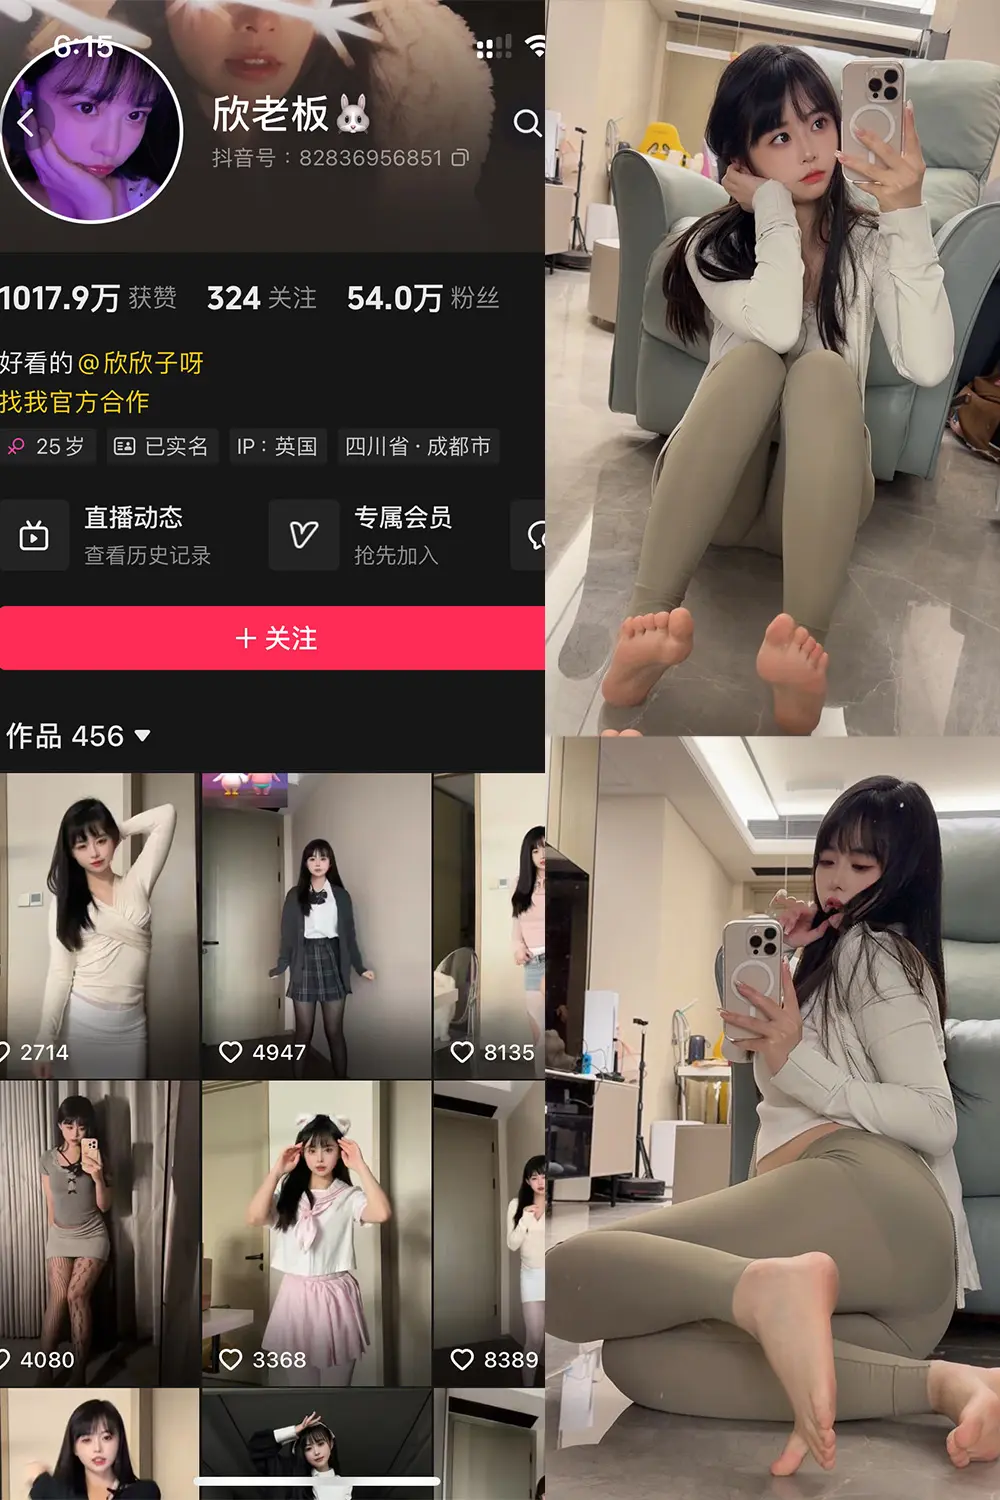 6:15
欣老板🐰
抖音号：82836956851
1017.9万 获赞 324 关注 54.0万 粉丝
好看的@欣欣子呀
找我官方合作
25岁 已实名 IP：英国 四川省·成都市
直播动态 专属会员
查看历史记录 抢先加入
+ 关注
作品 456
2714 4947 8135
4080 3368 8389